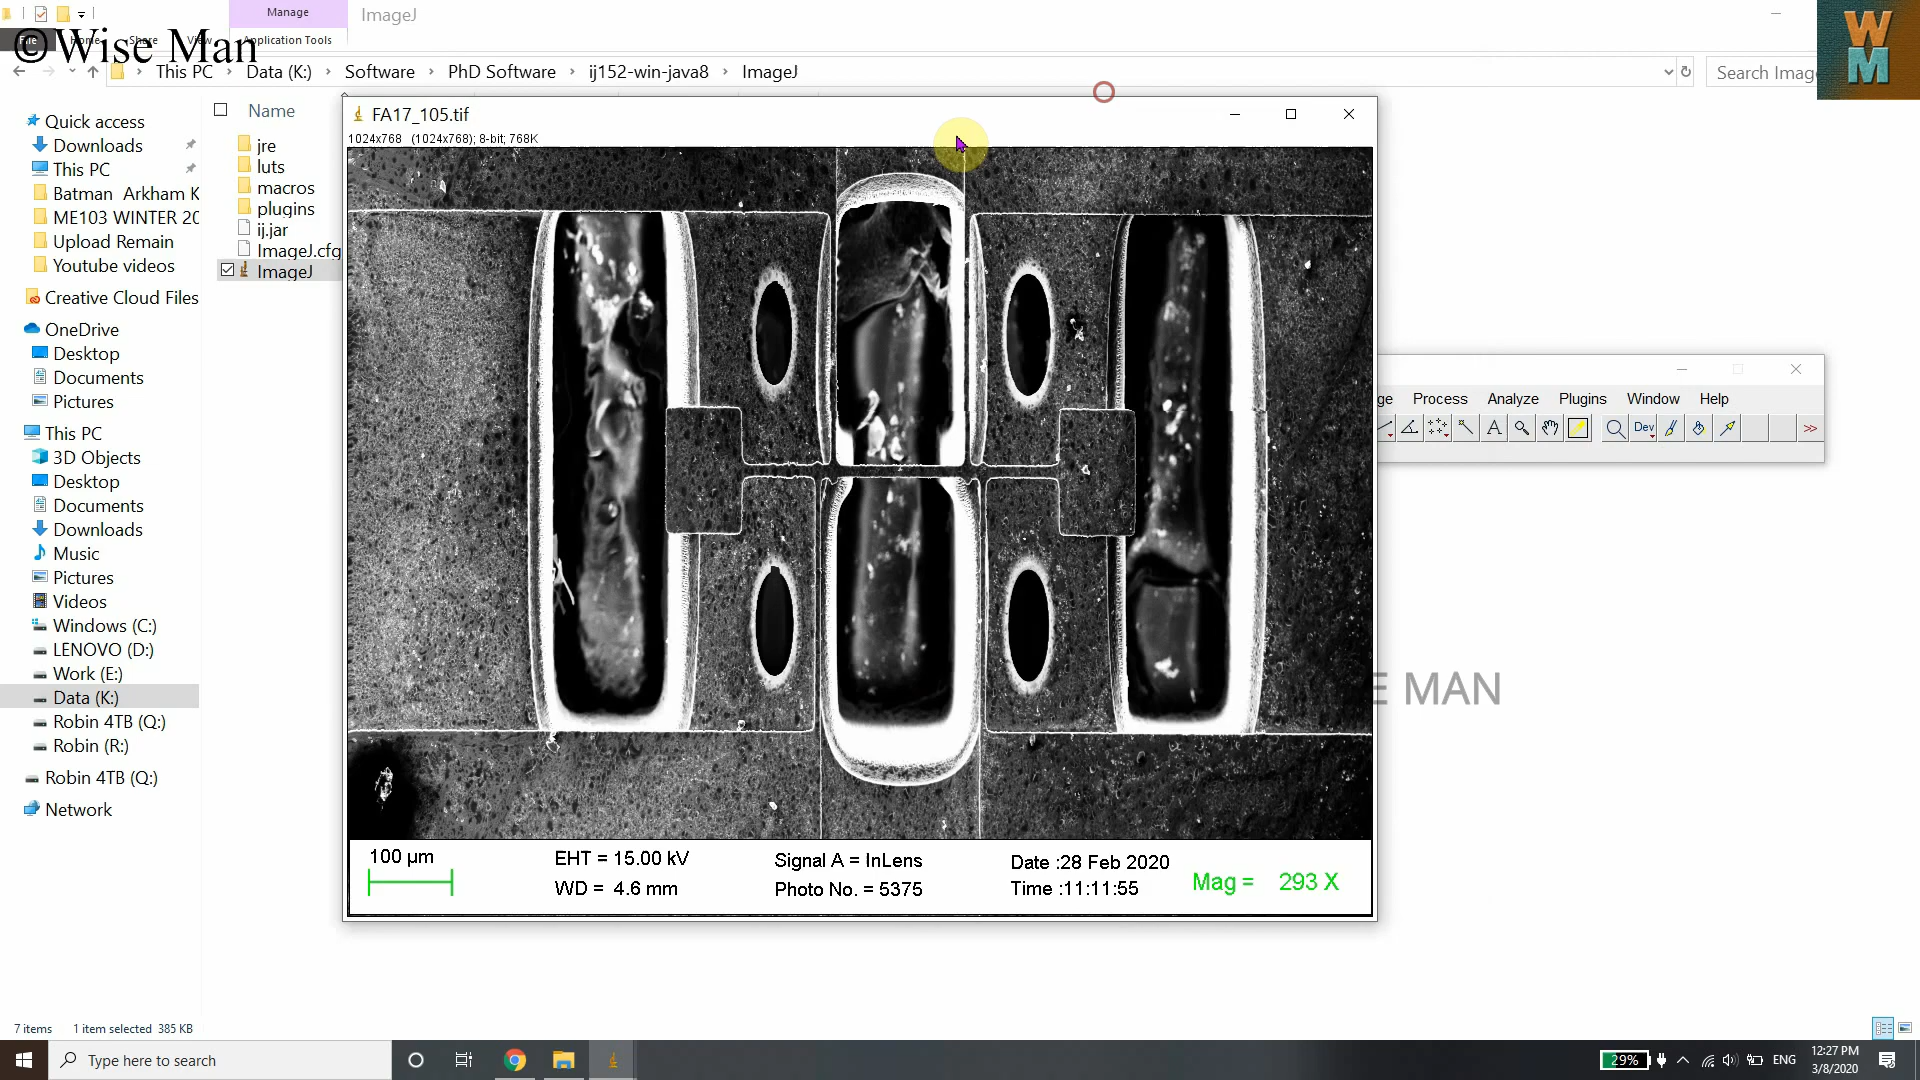 Manage
ImageJ
File
Home
Share
View
Application Tools
©Wise Man
WM
This PC
Data (K:)
Software
PhD Software
ij152-win-java8
ImageJ
Name
Quick access
Downloads
This PC
Batman Arkham K
ME103 WINTER 20
Upload Remain
Youtube videos
Creative Cloud Files
OneDrive
Desktop
Documents
Pictures
This PC
3D Objects
Desktop
Documents
Downloads
Music
Pictures
Videos
Windows (C:)
LENOVO (D:)
Work (E:)
Data (K:)
Robin 4TB (Q:)
Robin (R:)
Robin 4TB (Q:)
Network
jre
luts
macros
plugins
ij.jar
ImageJ.cfg
ImageJ
FA17_105.tif
1024x768 (1024x768); 8-bit; 768K
100 µm
EHT = 15.00 kV
WD = 4.6 mm
Signal A = InLens
Photo No. = 5375
Date :28 Feb 2020
Time :11:11:55
Mag = 293 X
ge Process Analyze Plugins Window Help
A
Dev
>>
E MAN
7 items 1 item selected 385 KB
Type here to search
29%
ENG
12:27 PM
3/8/2020